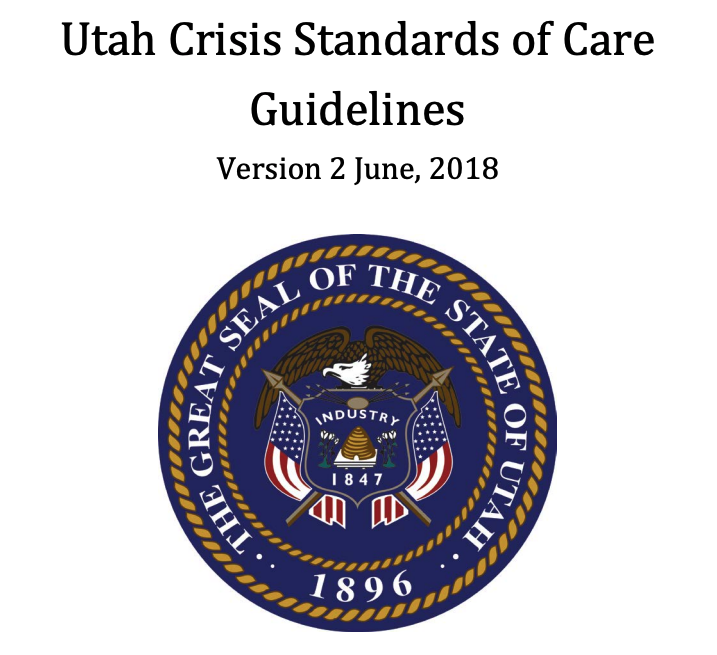 Utah Crisis Standards of Care
Guidelines
Version 2 June, 2018
THE GREAT SEAL OF THE STATE OF UTAH
INDUSTRY
1847
1896